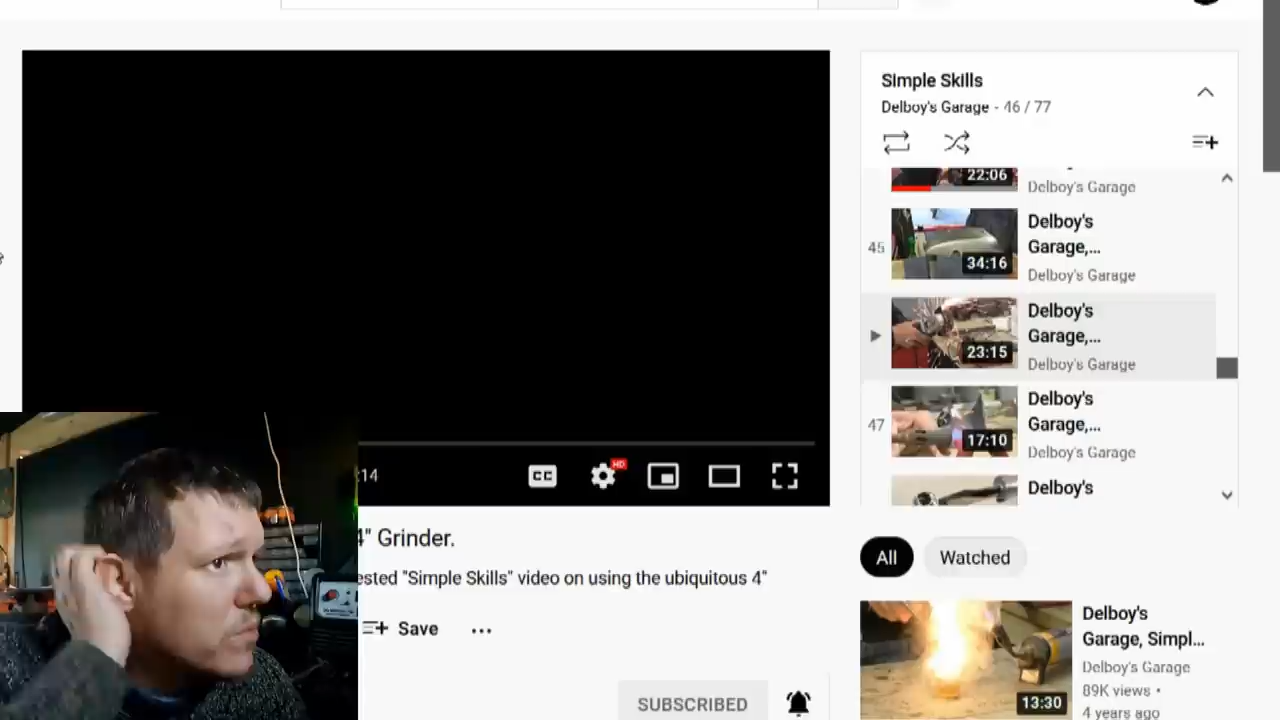 Simple Skills
Delboy's Garage - 46 / 77
22:06
Delboy's Garage
45
34:16
Delboy's
Garage,...
Delboy's Garage
23:15
Delboy's
Garage,...
Delboy's Garage
47
17:10
Delboy's
Garage,...
Delboy's Garage
Delboy's
:14
CC
HD
4" Grinder.
ested "Simple Skills" video on using the ubiquitous 4"
Save
SUBSCRIBED
All
Watched
13:30
Delboy's
Garage, Simpl...
Delboy's Garage
89K views •
4 years ago